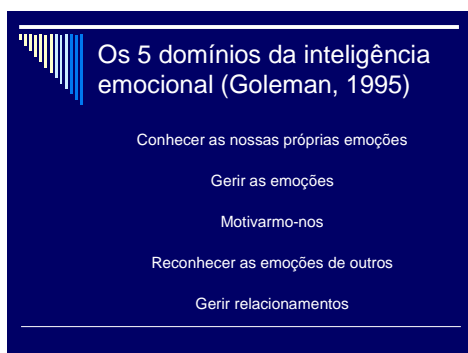 Os 5 domínios da inteligência
emocional (Goleman, 1995)
Conhecer as nossas próprias emoções
Gerir as emoções
Motivarmo-nos
Reconhecer as emoções de outros
Gerir relacionamentos